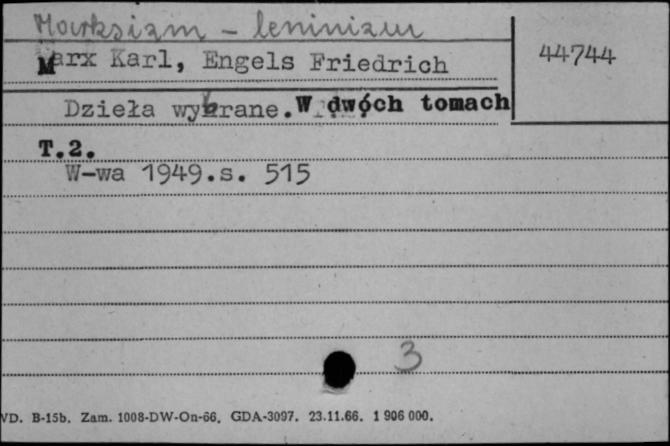 Marksizm - leninizm
44744
Marx Karl, Engels Friedrich
Dzieła wybrane. W dwóch tomach
T.2.
W-wa 1949.s. 515
3
WD. B-15b. Zam. 1008-DW-On-66. GDA-3097. 23.11.66. 1 906 000.